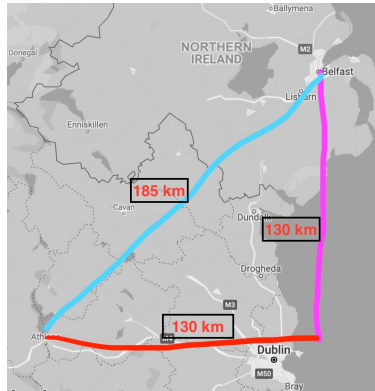 Ballymena
Donegal
NORTHERN
IRELAND
M2
Belfast
Lisburn
Enniskillen
185 km
Cavan
Dundalk
130 km
Drogheda
M3
130 km
M4
Dublin
M50
Bray